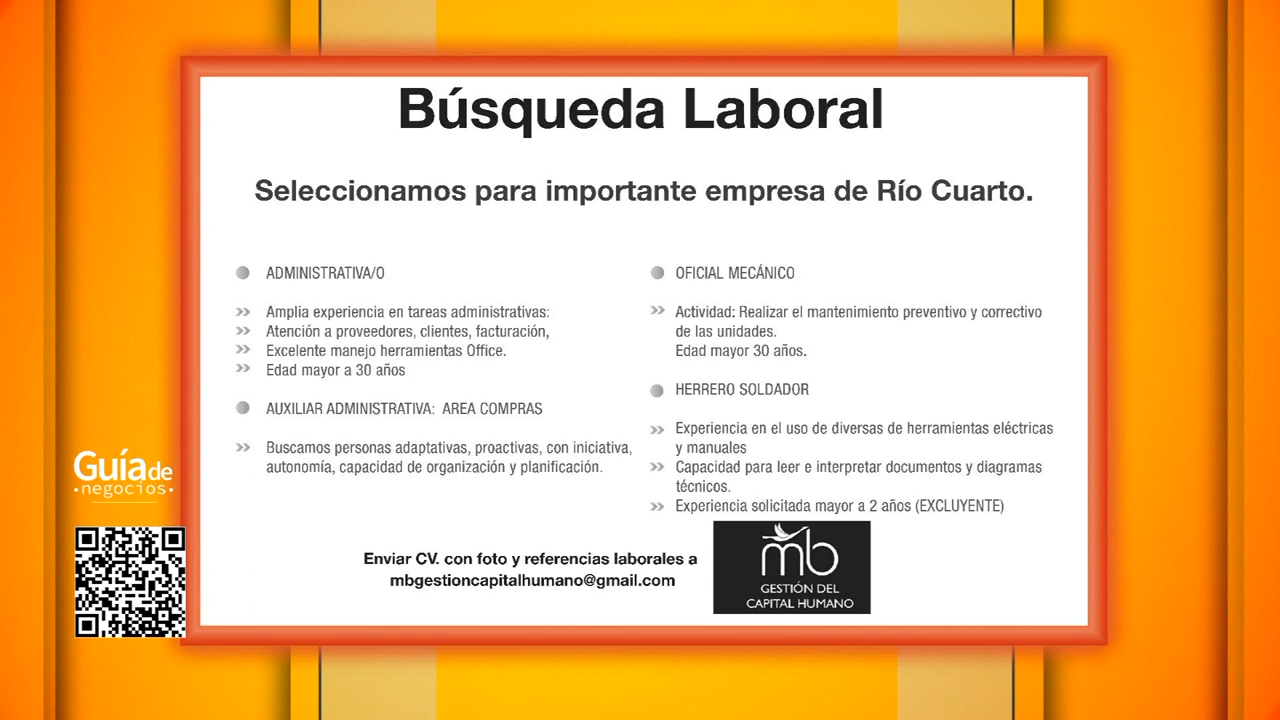 Búsqueda Laboral
Seleccionamos para importante empresa de Río Cuarto.
ADMINISTRATIVA/O
Amplia experiencia en tareas administrativas:
Atención a proveedores, clientes, facturación,
Excelente manejo herramientas Office.
Edad mayor a 30 años
AUXILIAR ADMINISTRATIVA: AREA COMPRAS
Buscamos personas adaptativas, proactivas, con iniciativa,
autonomía, capacidad de organización y planificación.
OFICIAL MECÁNICO
Actividad: Realizar el mantenimiento preventivo y correctivo
de las unidades.
Edad mayor 30 años.
HERRERO SOLDADOR
Experiencia en el uso de diversas de herramientas eléctricas
y manuales
Capacidad para leer e interpretar documentos y diagramas
técnicos.
Experiencia solicitada mayor a 2 años (EXCLUYENTE)
Enviar CV. con foto y referencias laborales a
mbgestioncapitalhumano@gmail.com
mb
GESTIÓN DEL
CAPITAL HUMANO
Guía de
negocios